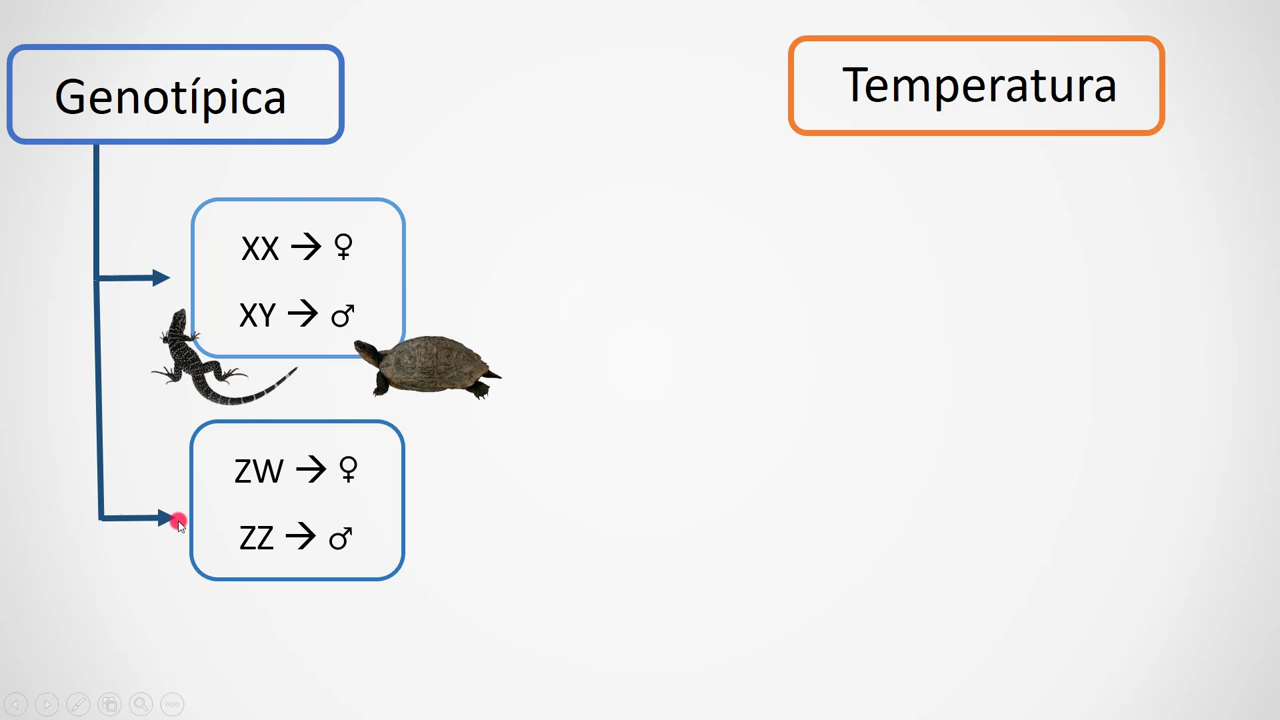 Genotípica
Temperatura
XX → ♀
XY → ♂
ZW → ♀
ZZ → ♂